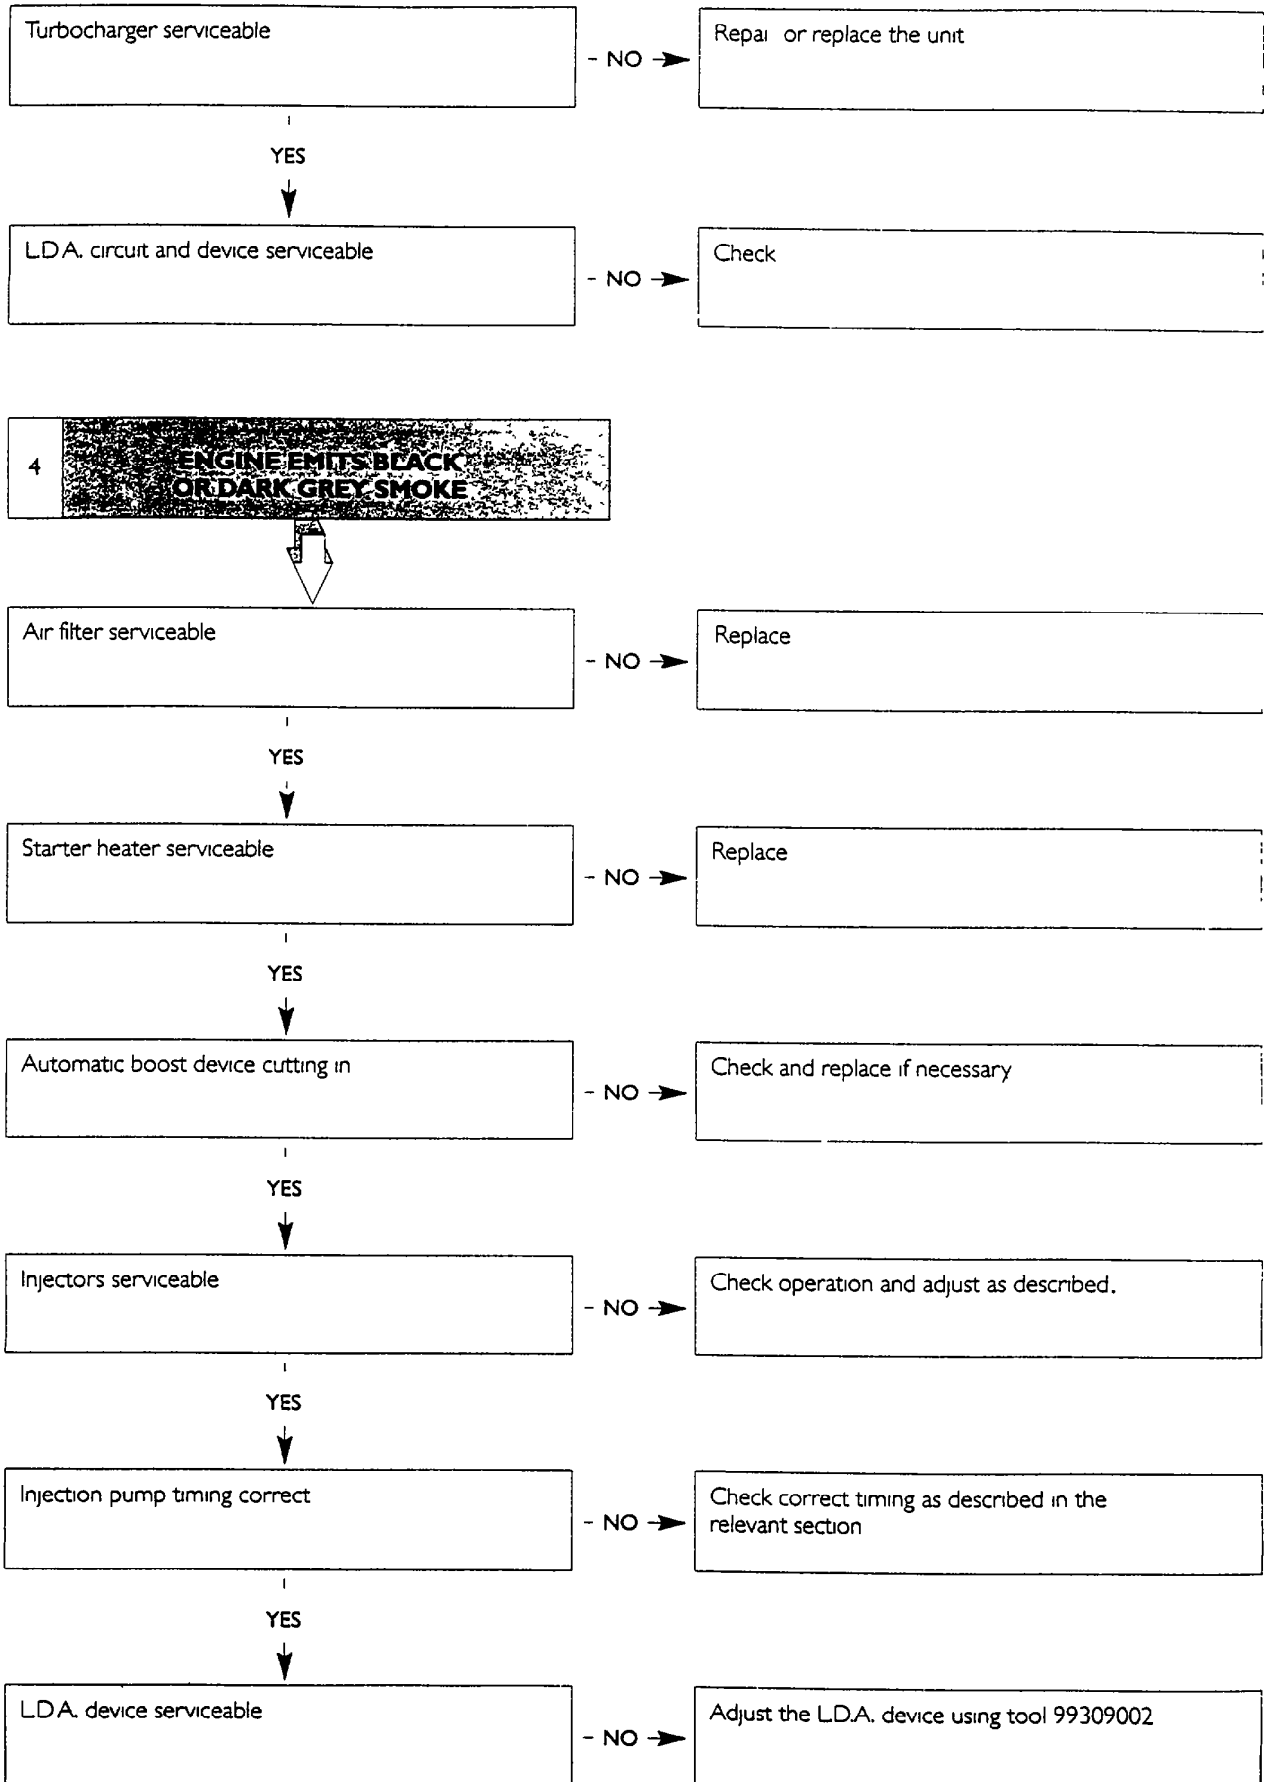 Turbocharger serviceable
- NO
Repai or replace the unit
YES
L.D.A. circuit and device serviceable
- NO
Check
4
ENGINE EMITS BLACK
OR DARK GREY SMOKE
Air filter serviceable
- NO
Replace
YES
Starter heater serviceable
- NO
Replace
YES
Automatic boost device cutting in
- NO
Check and replace if necessary
YES
Injectors serviceable
- NO
Check operation and adjust as described.
YES
Injection pump timing correct
- NO
Check correct timing as described in the
relevant section
YES
L.D.A. device serviceable
- NO
Adjust the L.D.A. device using tool 99309002